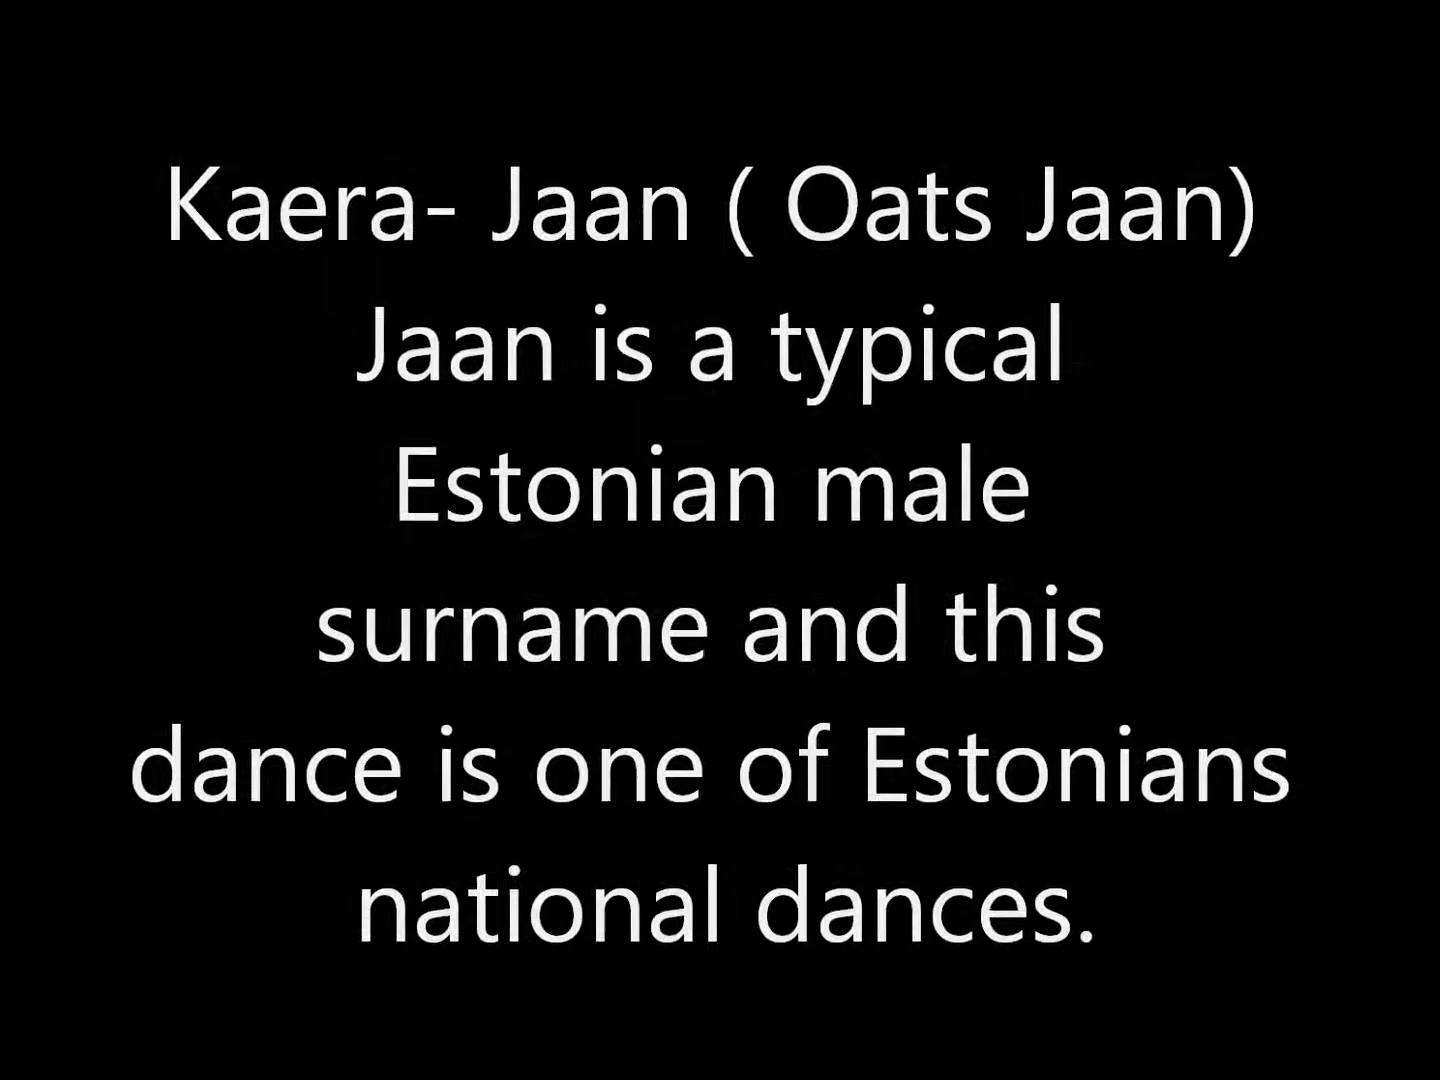 Kaera- Jaan ( Oats Jaan)
Jaan is a typical
Estonian male
surname and this
dance is one of Estonians
national dances.